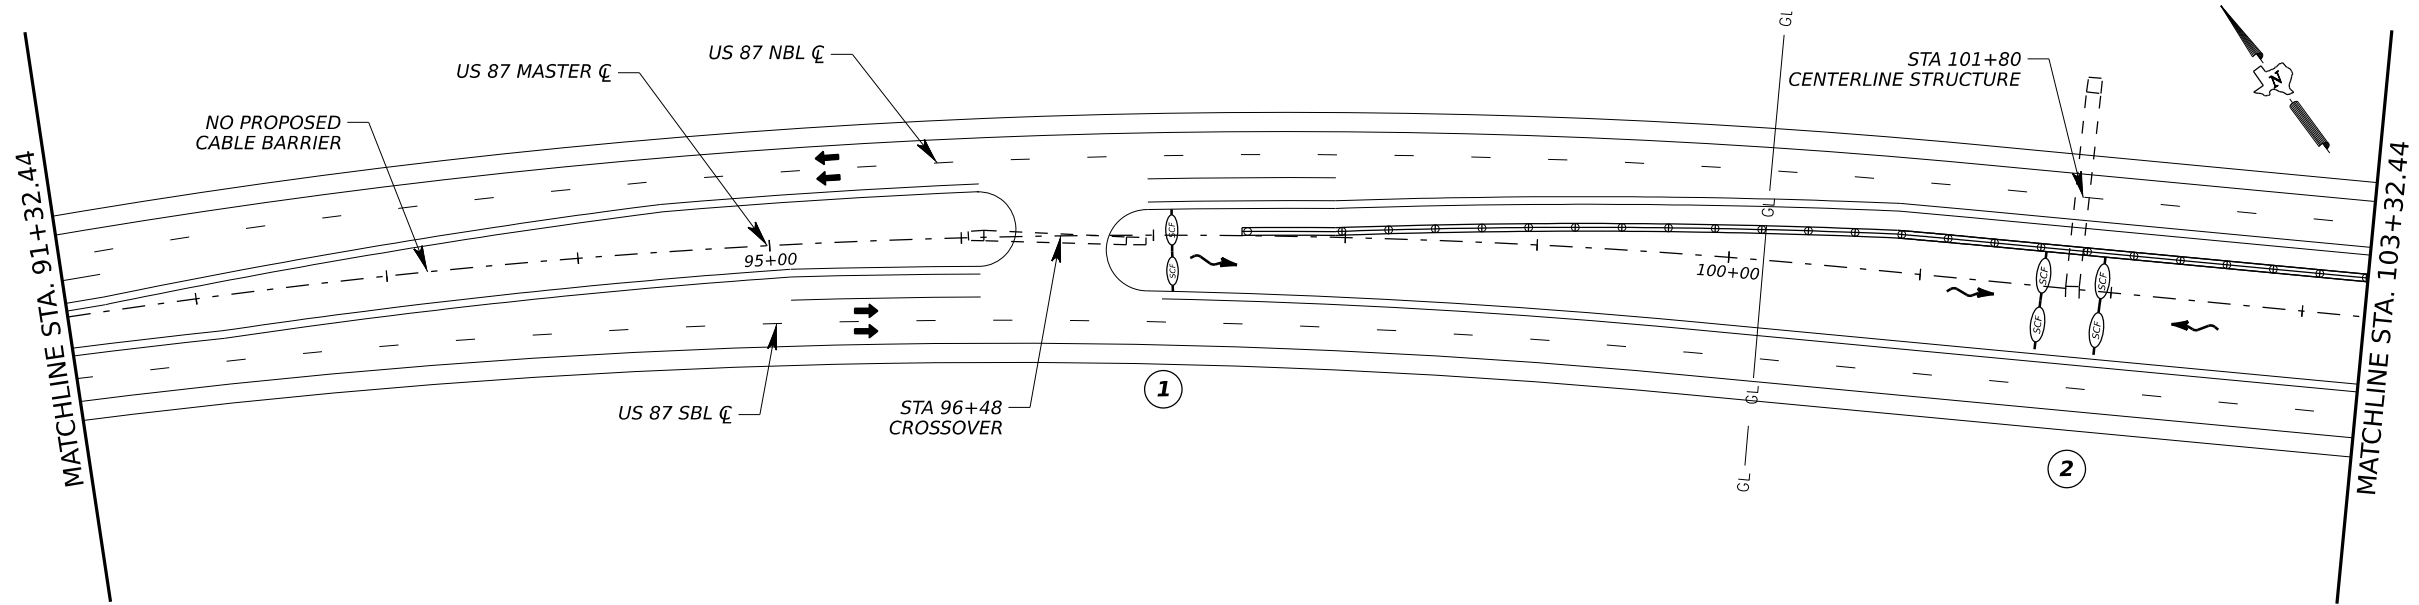 MATCHLINE STA. 91+32.44
NO PROPOSED
CABLE BARRIER
US 87 MASTER ℄
US 87 NBL ℄
95+00
US 87 SBL ℄
STA 96+48
CROSSOVER
SCF
SCF
1
GL
GL
GL
GL
100+00
STA 101+80
CENTERLINE STRUCTURE
SCF
SCF
SCF
SCF
2
N
MATCHLINE STA. 103+32.44